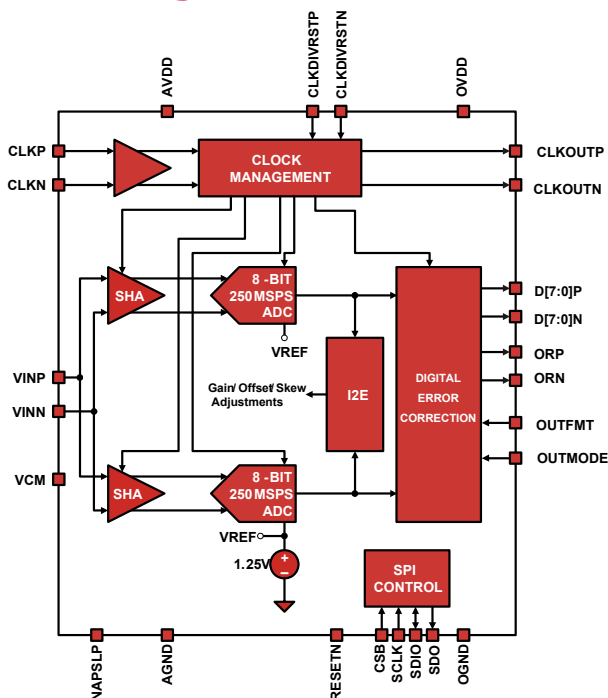 AVDD
CLKDIVRSTP
CLKDIVRSTN
OVDD
CLKP
CLKN
CLOCK
MANAGEMENT
CLKOUTP
CLKOUTN
SHA
8 -BIT
250 MSPS
ADC
VREF
D[7:0]P
D[7:0]N
ORP
ORN
OUTFMT
OUTMODE
VINP
VINN
VCM
Gain/ Offset/ Skew
Adjustments
I2E
DIGITAL
ERROR
CORRECTION
SHA
8 -BIT
250 MSPS
ADC
VREF
1.25V
+
–
SPI
CONTROL
NAPSLP
AGND
RESETN
CSB
SCLK
SDIO
SDO
OGND